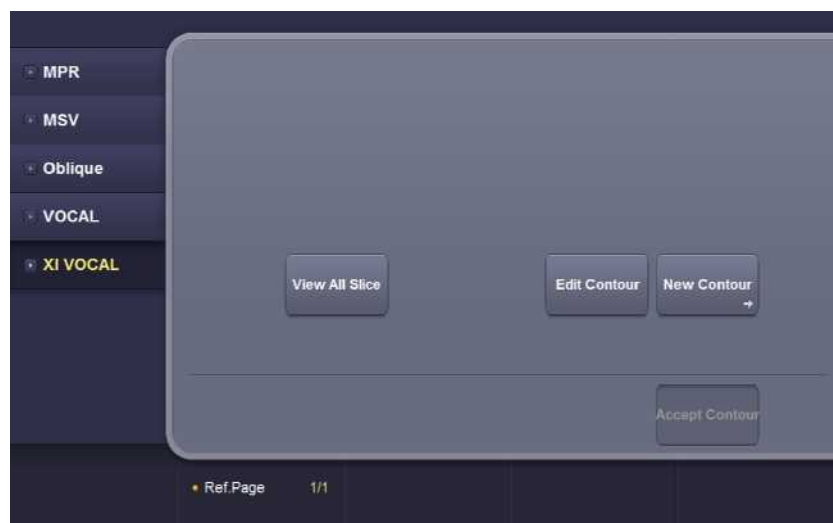 MPR
MSV
Oblique
VOCAL
XI VOCAL
View All Slice
Edit Contour
New Contour
Accept Contour
Ref.Page 1/1